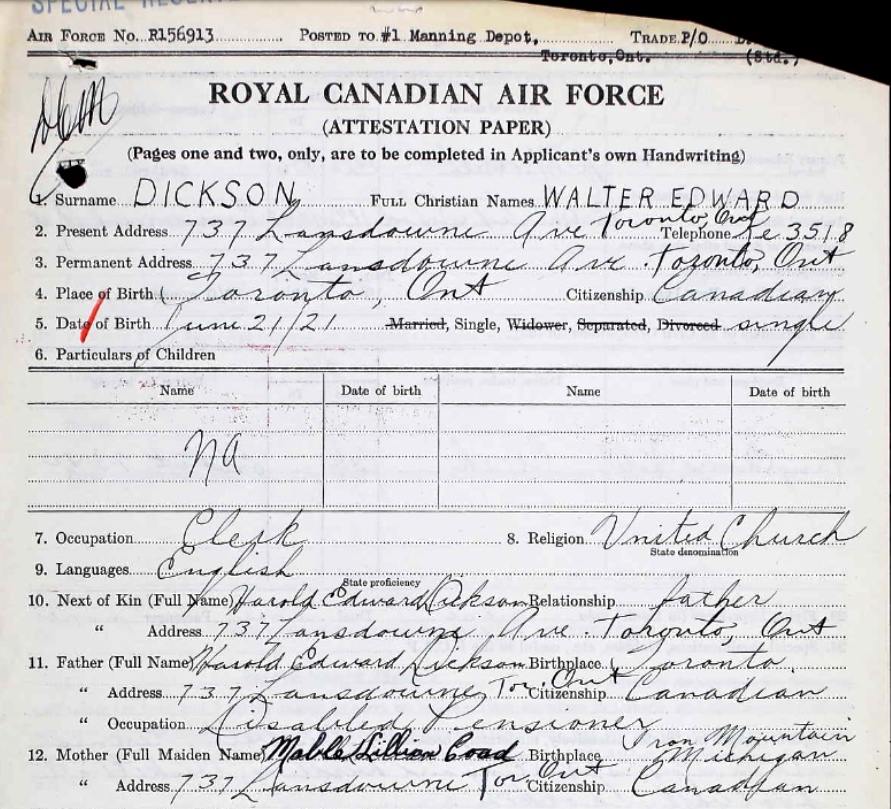 SPECIAL RESERVE
AIR FORCE No. R156913 POSTED TO #1 Manning Depot, TRADE P/O
Toronto, Ont. (Std.)
ROYAL CANADIAN AIR FORCE
(ATTESTATION PAPER)
(Pages one and two, only, are to be completed in Applicant's own Handwriting)
1. Surname DICKSON FULL CHRISTIAN NAMES WALTER EDWARD
2. Present Address 737 Lansdowne Ave Toronto, Ont Telephone Ke 3518
3. Permanent Address 737 Lansdowne Ave Toronto, Ont
4. Place of Birth Toronto, Ont Citizenship Canadian
5. Date of Birth June 21/21 Married, Single, Widower, Separated, Divorced single
6. Particulars of Children
Name Date of birth Name Date of birth
na
7. Occupation Clerk 8. Religion United Church
State denomination
9. Languages English
State proficiency
10. Next of Kin (Full Name) Harold Edward Dickson Relationship father
" Address 737 Lansdowne Ave. Toronto, Ont
11. Father (Full Name) Harold Edward Dickson Birthplace Toronto
" Address 737 Lansdowne Tor. Ont Citizenship Canadian
" Occupation Disabled Pensioner
12. Mother (Full Maiden Name) Mable Lillian Coad Birthplace Iron Mountain Michigan
" Address 737 Lansdowne Tor Ont Citizenship Canadian